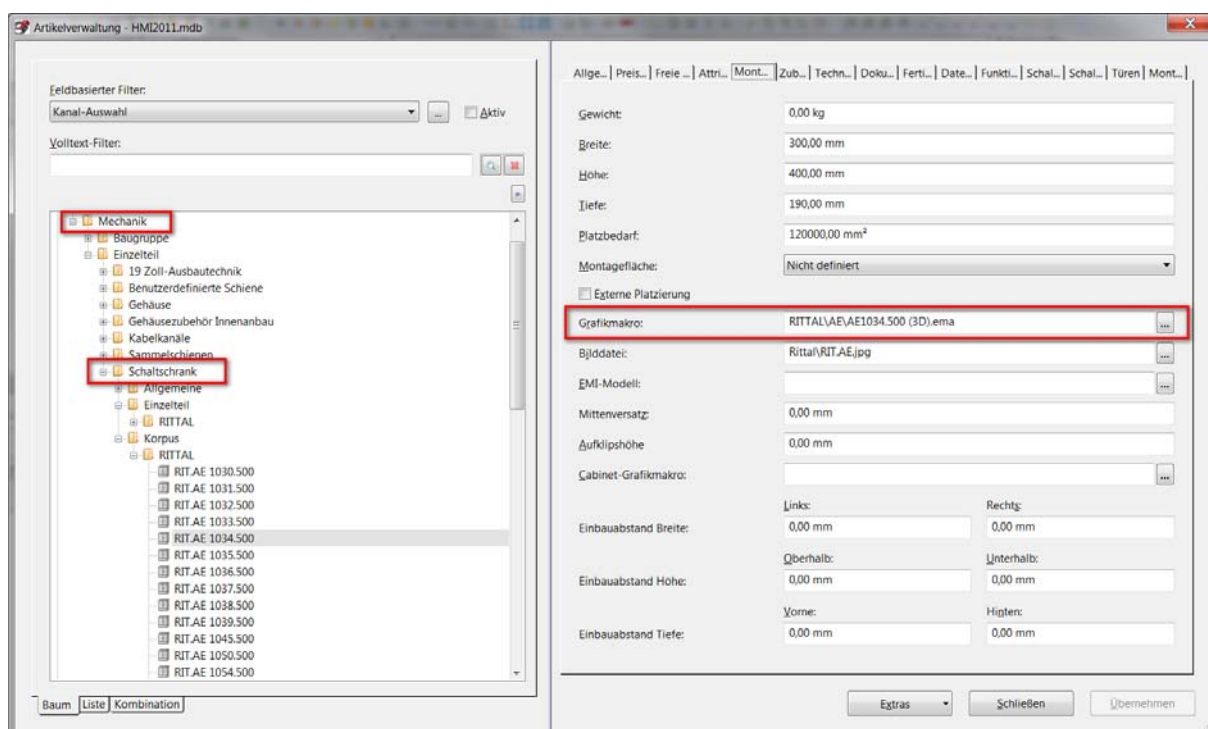 Artikelverwaltung - HMI2011.mdb
Feldbasierter Filter:
Kanal-Auswahl
...
Aktiv
Volltext-Filter:
Mechanik
Baugruppe
Einzelteil
19 Zoll-Ausbautechnik
Benutzerdefinierte Schiene
Gehäuse
Gehäusezubehör Innenanbau
Kabelkanäle
Sammelschienen
Schaltschrank
Allgemeine
Einzelteil
RITTAL
Korpus
RITTAL
RIT.AE 1030.500
RIT.AE 1031.500
RIT.AE 1032.500
RIT.AE 1033.500
RIT.AE 1034.500
RIT.AE 1035.500
RIT.AE 1036.500
RIT.AE 1037.500
RIT.AE 1038.500
RIT.AE 1039.500
RIT.AE 1045.500
RIT.AE 1050.500
RIT.AE 1054.500
Baum Liste Kombination
Allge... Preis... Freie ... Attri... Mont... Zub... Techn... Doku... Ferti... Date... Funkti... Schal... Schal... Türen Mont...
Gewicht: 0,00 kg
Breite: 300,00 mm
Höhe: 400,00 mm
Tiefe: 190,00 mm
Platzbedarf: 120000,00 mm²
Montagefläche: Nicht definiert
Externe Platzierung
Grafikmakro: RITTAL\AE\AE1034.500 (3D).ema ...
Bilddatei: Rittal\RIT.AE.jpg ...
EMI-Modell: ...
Mittenversatz: 0,00 mm
Aufklipshöhe 0,00 mm
Cabinet-Grafikmakro: ...
Links: Rechts:
Einbauabstand Breite: 0,00 mm 0,00 mm
Oberhalb: Unterhalb:
Einbauabstand Höhe: 0,00 mm 0,00 mm
Vorne: Hinten:
Einbauabstand Tiefe: 0,00 mm 0,00 mm
Extras Schließen Übernehmen